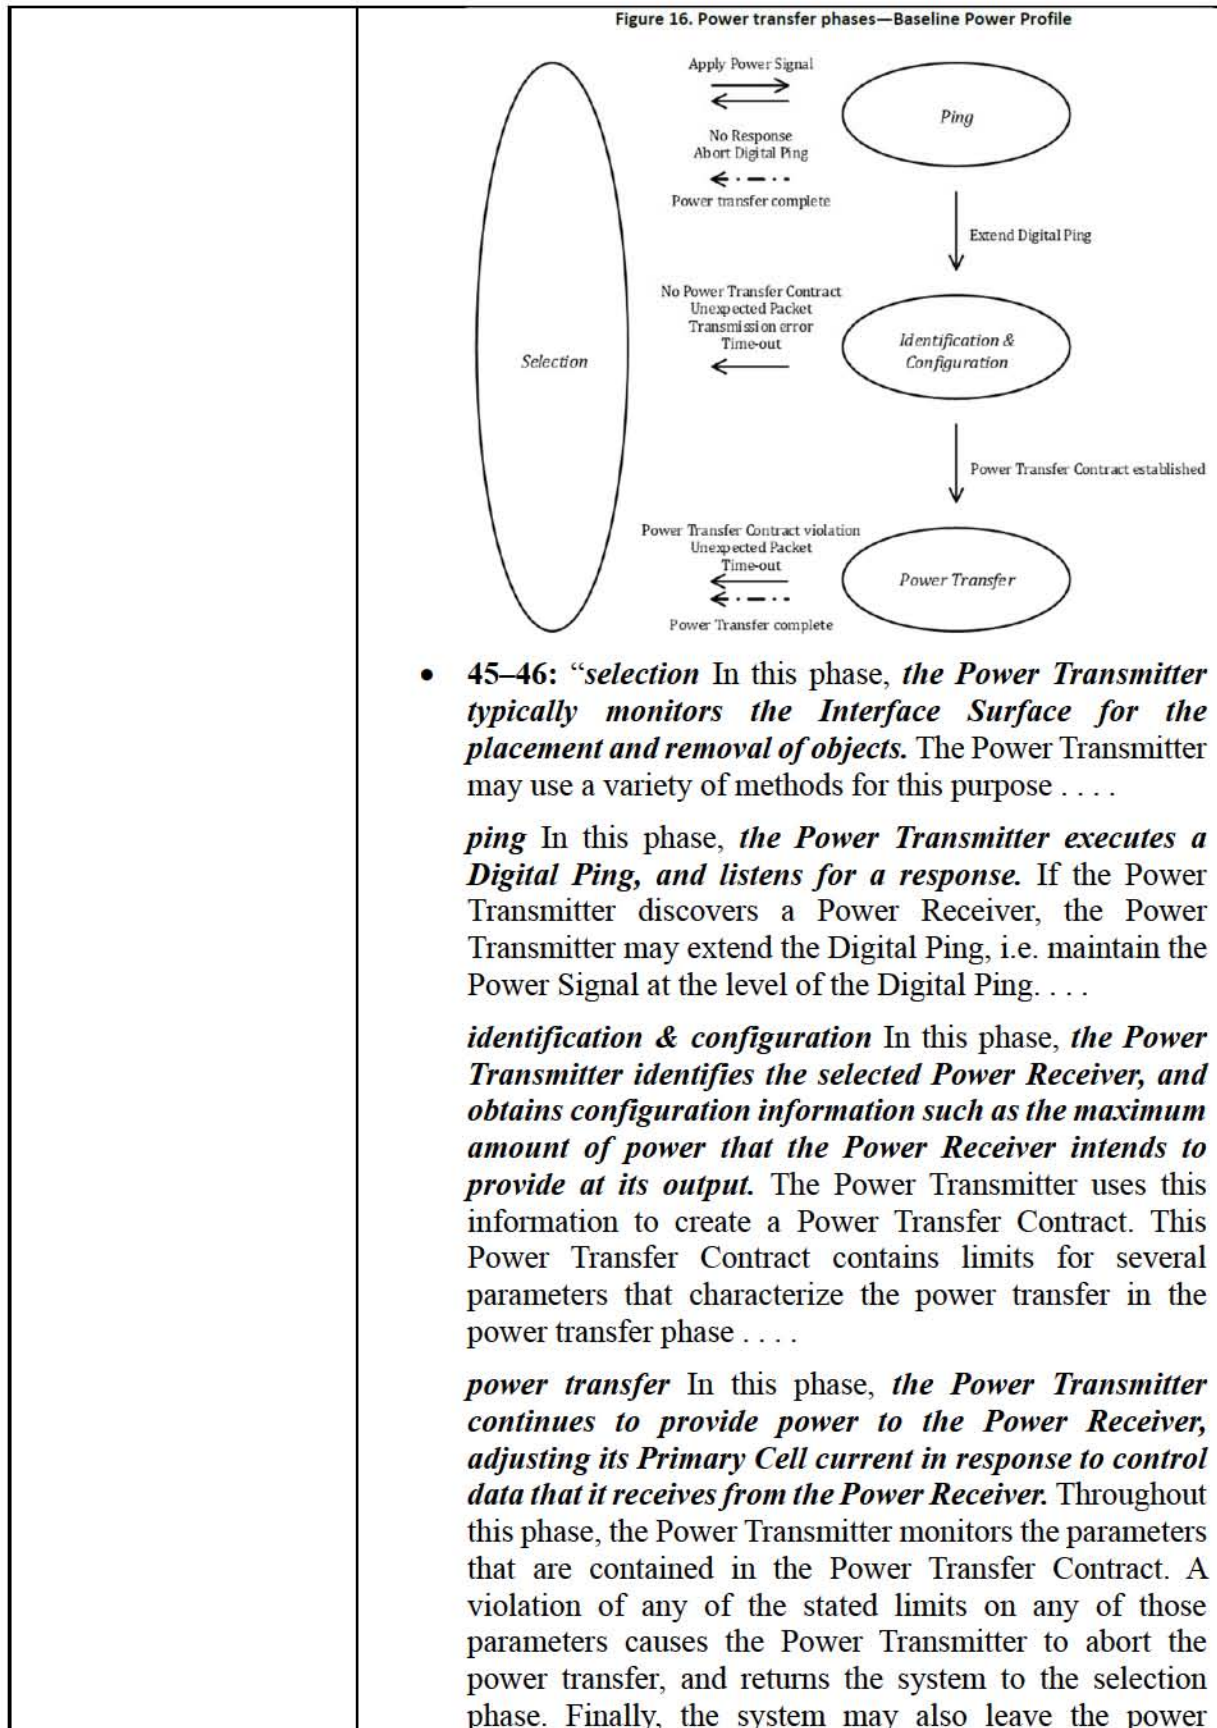 Figure 16. Power transfer phases—Baseline Power Profile
Apply Power Signal
Ping
No Response
Abort Digital Ping
Power transfer complete
Extend Digital Ping
No Power Transfer Contract
Unexpected Packet
Transmission error
Time-out
Identification &
Configuration
Selection
Power Transfer Contract established
Power Transfer Contract violation
Unexpected Packet
Time-out
Power Transfer
Power Transfer complete
• 45–46: “selection In this phase, the Power Transmitter
typically monitors the Interface Surface for the
placement and removal of objects. The Power Transmitter
may use a variety of methods for this purpose . . . .
ping In this phase, the Power Transmitter executes a
Digital Ping, and listens for a response. If the Power
Transmitter discovers a Power Receiver, the Power
Transmitter may extend the Digital Ping, i.e. maintain the
Power Signal at the level of the Digital Ping. . . .
identification & configuration In this phase, the Power
Transmitter identifies the selected Power Receiver, and
obtains configuration information such as the maximum
amount of power that the Power Receiver intends to
provide at its output. The Power Transmitter uses this
information to create a Power Transfer Contract. This
Power Transfer Contract contains limits for several
parameters that characterize the power transfer in the
power transfer phase . . . .
power transfer In this phase, the Power Transmitter
continues to provide power to the Power Receiver,
adjusting its Primary Cell current in response to control
data that it receives from the Power Receiver. Throughout
this phase, the Power Transmitter monitors the parameters
that are contained in the Power Transfer Contract. A
violation of any of the stated limits on any of those
parameters causes the Power Transmitter to abort the
power transfer, and returns the system to the selection
phase. Finally, the system may also leave the power